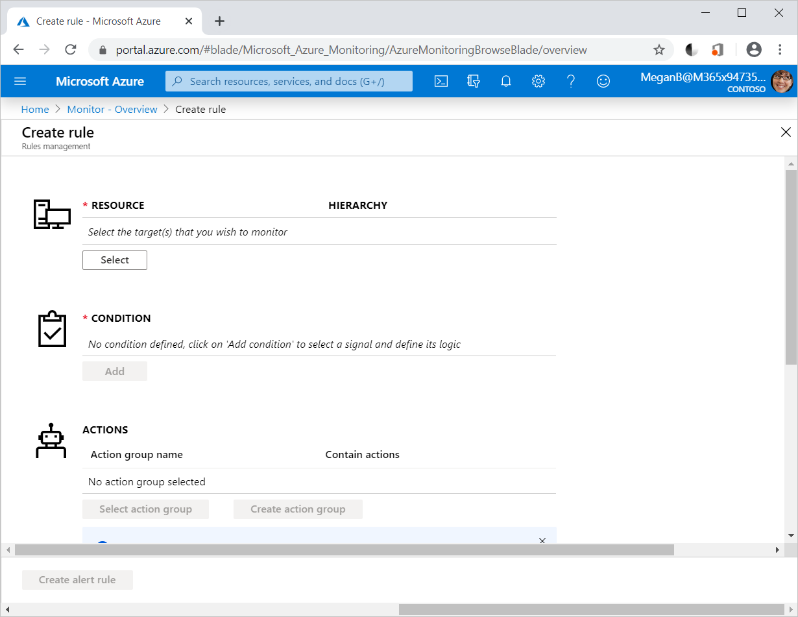 Create rule - Microsoft Azure
portal.azure.com/#blade/Microsoft_Azure_Monitoring/AzureMonitoringBrowseBlade/overview
Microsoft Azure
Search resources, services, and docs (G+/)
MeganB@M365x94735...
CONTOSO
Home > Monitor - Overview > Create rule
Create rule
Rules management
* RESOURCE HIERARCHY
Select the target(s) that you wish to monitor
Select
* CONDITION
No condition defined, click on 'Add condition' to select a signal and define its logic
Add
ACTIONS
Action group name Contain actions
No action group selected
Select action group Create action group
Create alert rule